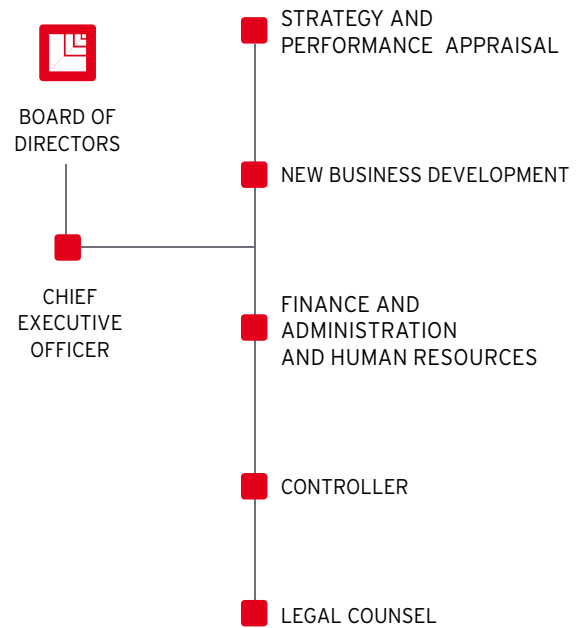 STRATEGY AND
PERFORMANCE APPRAISAL
BOARD OF
DIRECTORS
NEW BUSINESS DEVELOPMENT
CHIEF
EXECUTIVE
OFFICER
FINANCE AND
ADMINISTRATION
AND HUMAN RESOURCES
CONTROLLER
LEGAL COUNSEL